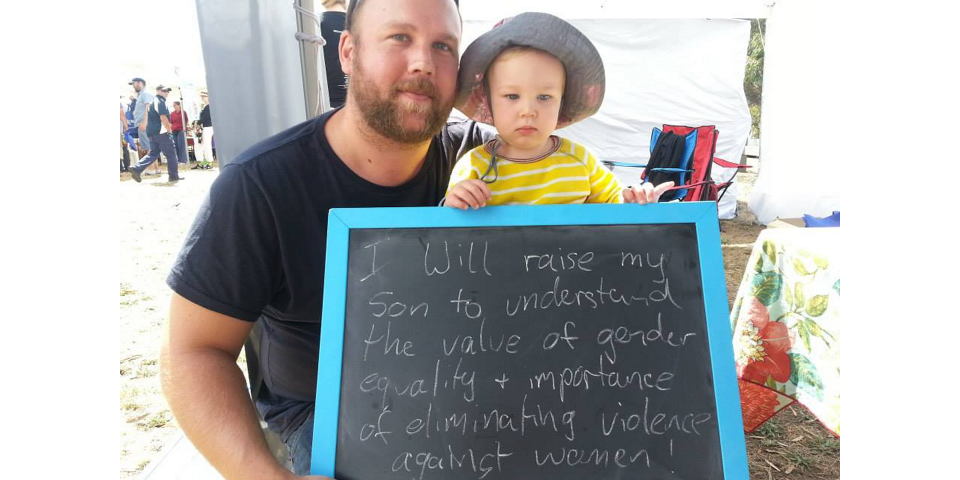 I Will raise my
Son to understand
the value of gender
equality + importance
of eliminating violence
against women!